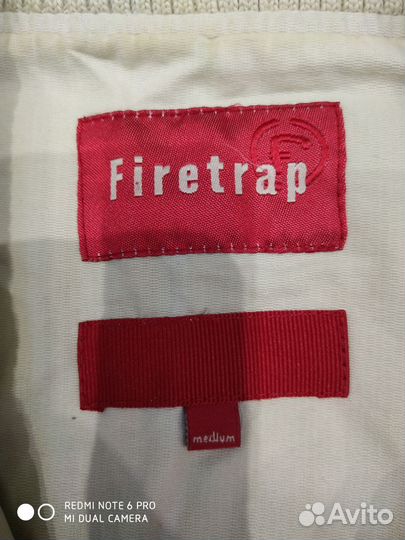 Firetrap
medium
REDMI NOTE 6 PRO
MI DUAL CAMERA
Avito